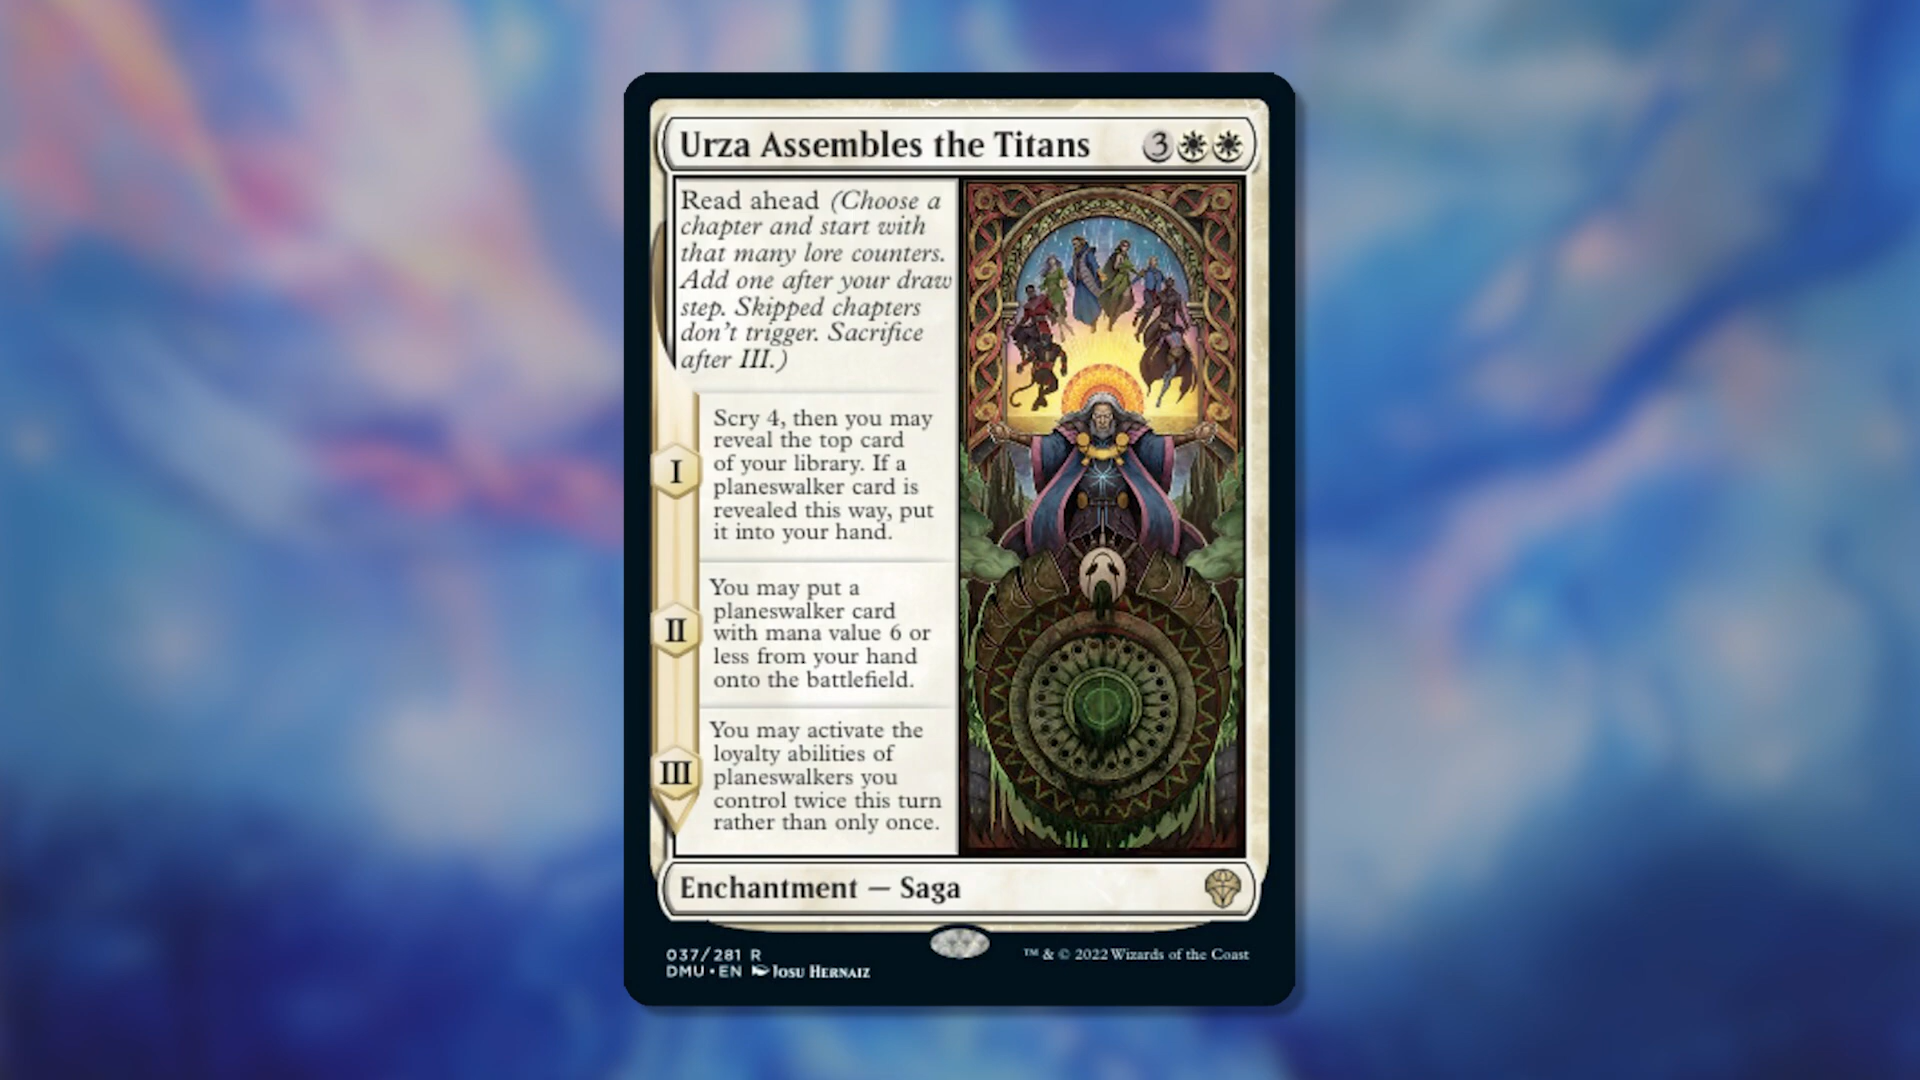 Urza Assembles the Titans 3
Read ahead (Choose a
chapter and start with
that many lore counters.
Add one after your draw
step. Skipped chapters
don't trigger. Sacrifice
after III.)
I
Scry 4, then you may
reveal the top card
of your library. If a
planeswalker card is
revealed this way, put
it into your hand.
II
You may put a
planeswalker card
with mana value 6 or
less from your hand
onto the battlefield.
III
You may activate the
loyalty abilities of
planeswalkers you
control twice this turn
rather than only once.
Enchantment — Saga
037/281 R
DMU • EN Josu Hernaiz
™ & © 2022 Wizards of the Coast